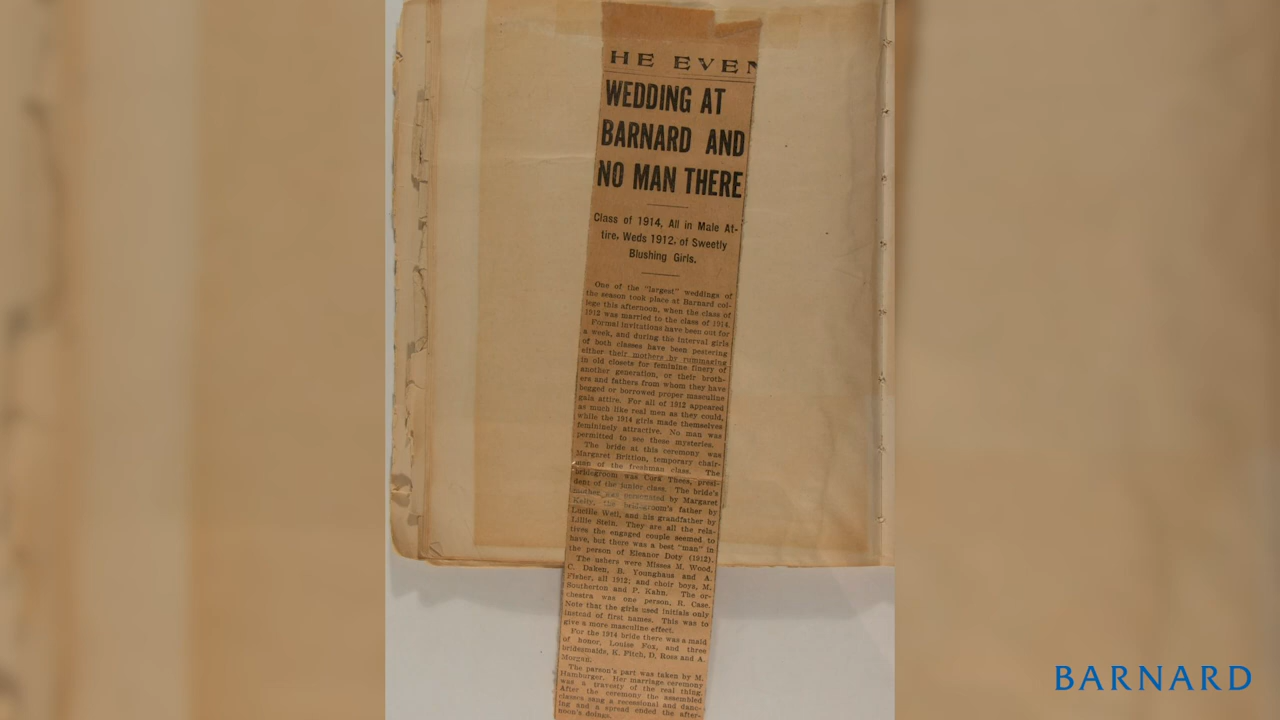 HE EVEN
WEDDING AT
BARNARD AND
NO MAN THERE
Class of 1914, All in Male At-
tire, Weds 1912, of Sweetly
Blushing Girls.
One of the "largest" weddings of
the season took place at Barnard col-
lege this afternoon, when the class of
1912 was married to the class of 1914.
Formal invitations have been out for
a week, and during the interval girls
of both classes have been pestering
either their mothers by rummaging
in old closets for feminine finery of
another generation, or their broth-
ers and fathers from whom they have
begged or borrowed proper masculine
gala attire. For all of 1912 appeared
as much like real men as they could,
while the 1914 girls made themselves
femininely attractive. No man was
permitted to see these mysteries.
The bride at this ceremony was
Margaret Brittion, temporary chair-
man of the freshman class. The
bridegroom was Cora Thees, presi-
dent of the junior class. The bride's
mother was personated by Margaret
Kelly, the bridegroom's father by
Lucille Weil, and his grandfather by
Lillie Stein. They are all the rela-
tives the engaged couple seemed to
have, but there was a best "man" in
the person of Eleanor Doty (1912).
The ushers were Misses M. Wood,
C. Daken, B. Younghaus and A.
Fisher, all 1912; and choir boys, M.
Southerton and P. Kahn. The or-
chestra was one person, R. Case.
Note that the girls used initials only
instead of first names. This was to
give a more masculine effect.
For the 1914 bride there was a maid
of honor, Louise Fox, and three
bridesmaids, K. Fitch, D. Ross and A.
Morgan.
The parson's part was taken by M.
Hamburger. Her marriage ceremony
was a travesty of the real thing.
After the ceremony the assembled
classes sang a recessional and danc-
ing and a spread ended the after-
noon's doings.
BARNARD